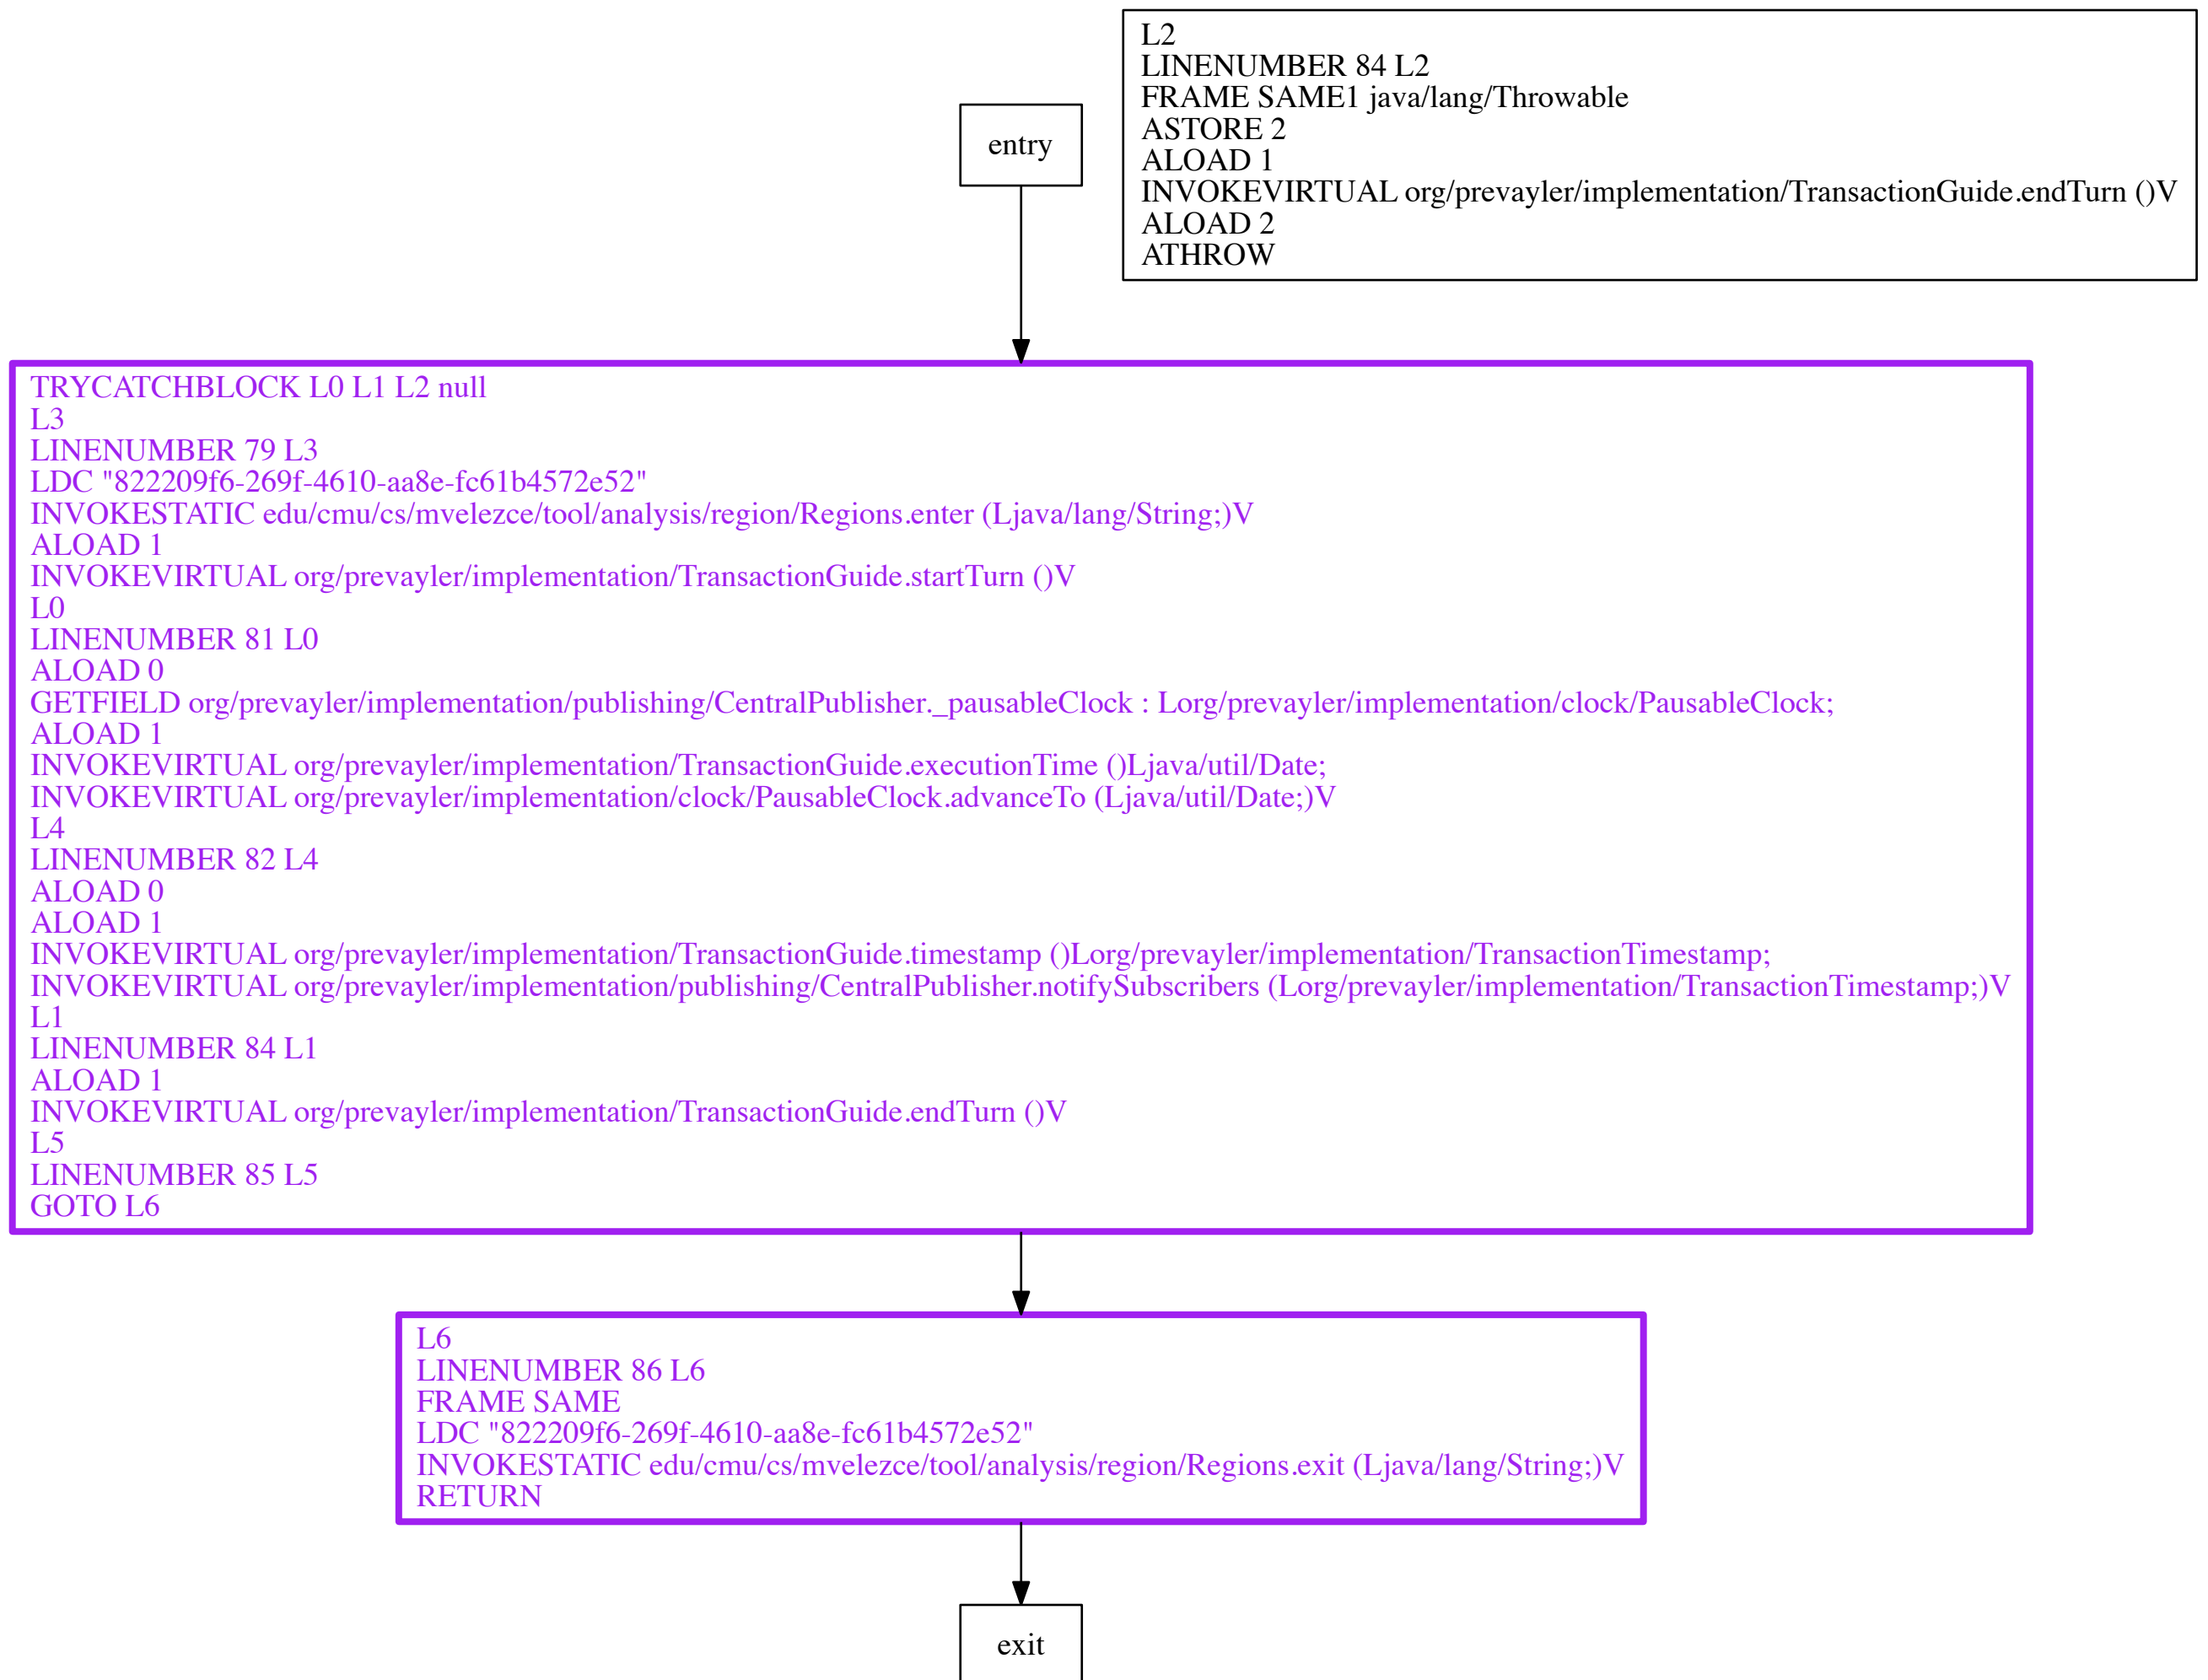 L2
LINENUMBER 84 L2
FRAME SAME1 java/lang/Throwable
ASTORE 2
ALOAD 1
INVOKEVIRTUAL org/prevayler/implementation/TransactionGuide.endTurn ()V
ALOAD 2
ATHROW
entry
TRYCATCHBLOCK L0 L1 L2 null
L3
LINENUMBER 79 L3
LDC "822209f6-269f-4610-aa8e-fc61b4572e52"
INVOKESTATIC edu/cmu/cs/mvelezce/tool/analysis/region/Regions.enter (Ljava/lang/String;)V
ALOAD 1
INVOKEVIRTUAL org/prevayler/implementation/TransactionGuide.startTurn ()V
L0
LINENUMBER 81 L0
ALOAD 0
GETFIELD org/prevayler/implementation/publishing/CentralPublisher._pausableClock : Lorg/prevayler/implementation/clock/PausableClock;
ALOAD 1
INVOKEVIRTUAL org/prevayler/implementation/TransactionGuide.executionTime ()Ljava/util/Date;
INVOKEVIRTUAL org/prevayler/implementation/clock/PausableClock.advanceTo (Ljava/util/Date;)V
L4
LINENUMBER 82 L4
ALOAD 0
ALOAD 1
INVOKEVIRTUAL org/prevayler/implementation/TransactionGuide.timestamp ()Lorg/prevayler/implementation/TransactionTimestamp;
INVOKEVIRTUAL org/prevayler/implementation/publishing/CentralPublisher.notifySubscribers (Lorg/prevayler/implementation/TransactionTimestamp;)V
L1
LINENUMBER 84 L1
ALOAD 1
INVOKEVIRTUAL org/prevayler/implementation/TransactionGuide.endTurn ()V
L5
LINENUMBER 85 L5
GOTO L6
L6
LINENUMBER 86 L6
FRAME SAME
LDC "822209f6-269f-4610-aa8e-fc61b4572e52"
INVOKESTATIC edu/cmu/cs/mvelezce/tool/analysis/region/Regions.exit (Ljava/lang/String;)V
RETURN
exit